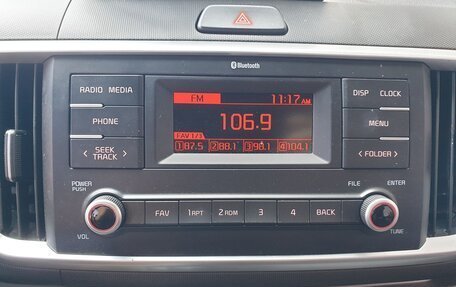 Bluetooth
RADIO MEDIA
FM 11:17 AM
DISP CLOCK
PHONE
106.9
MENU
FAV 1/3
SEEK TRACK
1 87.5 2 88.1 3 98.1 4 104.1
FOLDER
POWER PUSH
FILE ENTER
FAV 1 RPT 2 RDM 3 4 BACK
VOL
TUNE